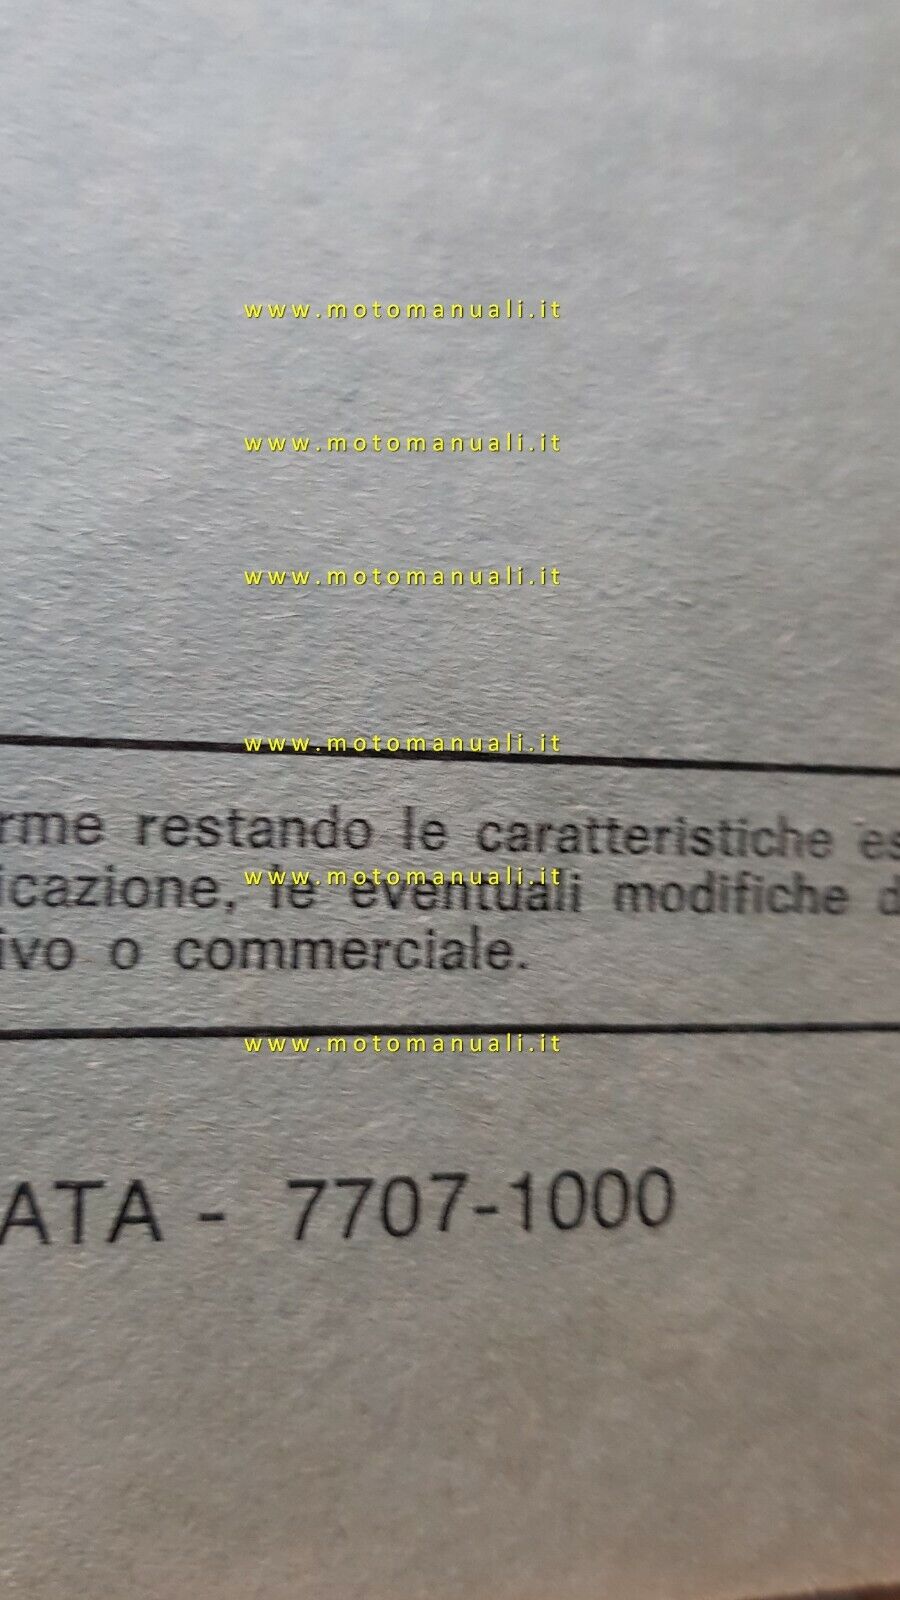 www.motomanuali.it
www.motomanuali.it
www.motomanuali.it
www.motomanuali.it
rme restando le caratteristiche es
icazione, le eventuali modifiche d
www.motomanuali.it
ivo o commerciale.
www.motomanuali.it
ATA - 7707-1000